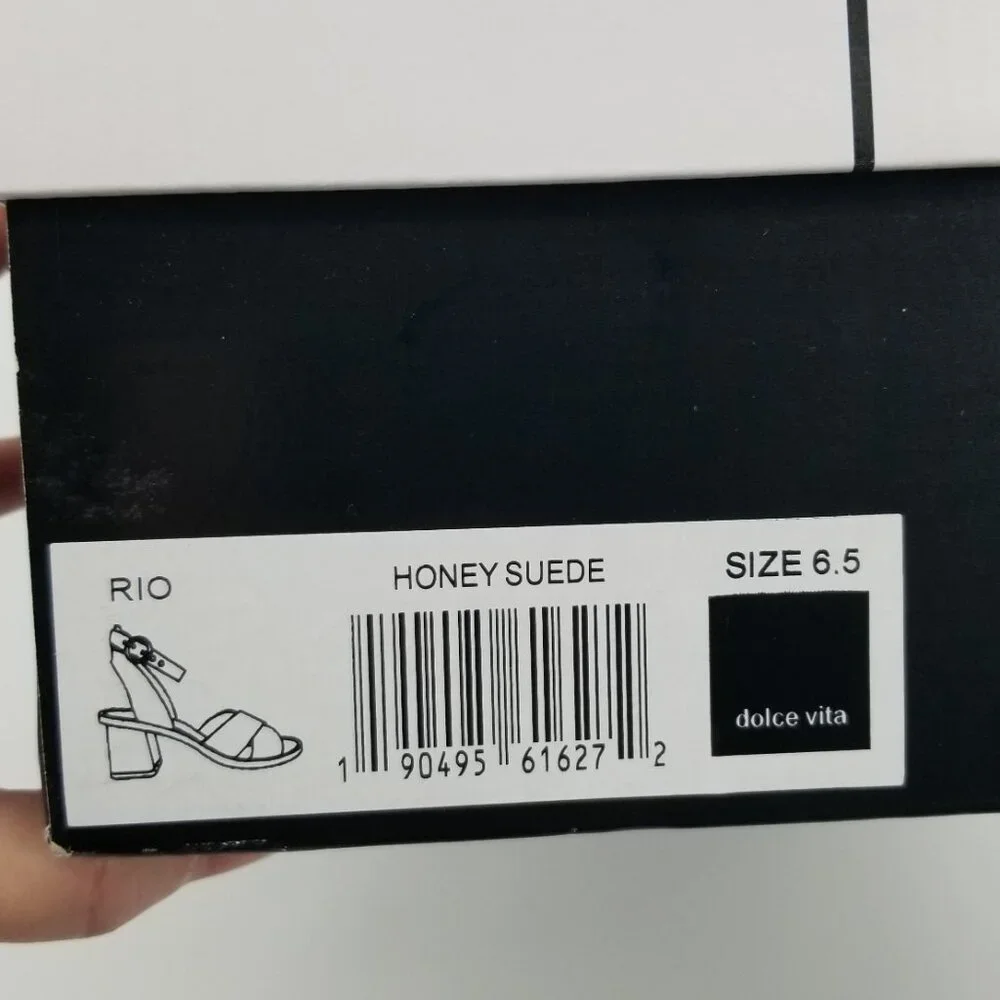 RIO
HONEY SUEDE
SIZE 6.5
dolce vita
1 90495 61627 2